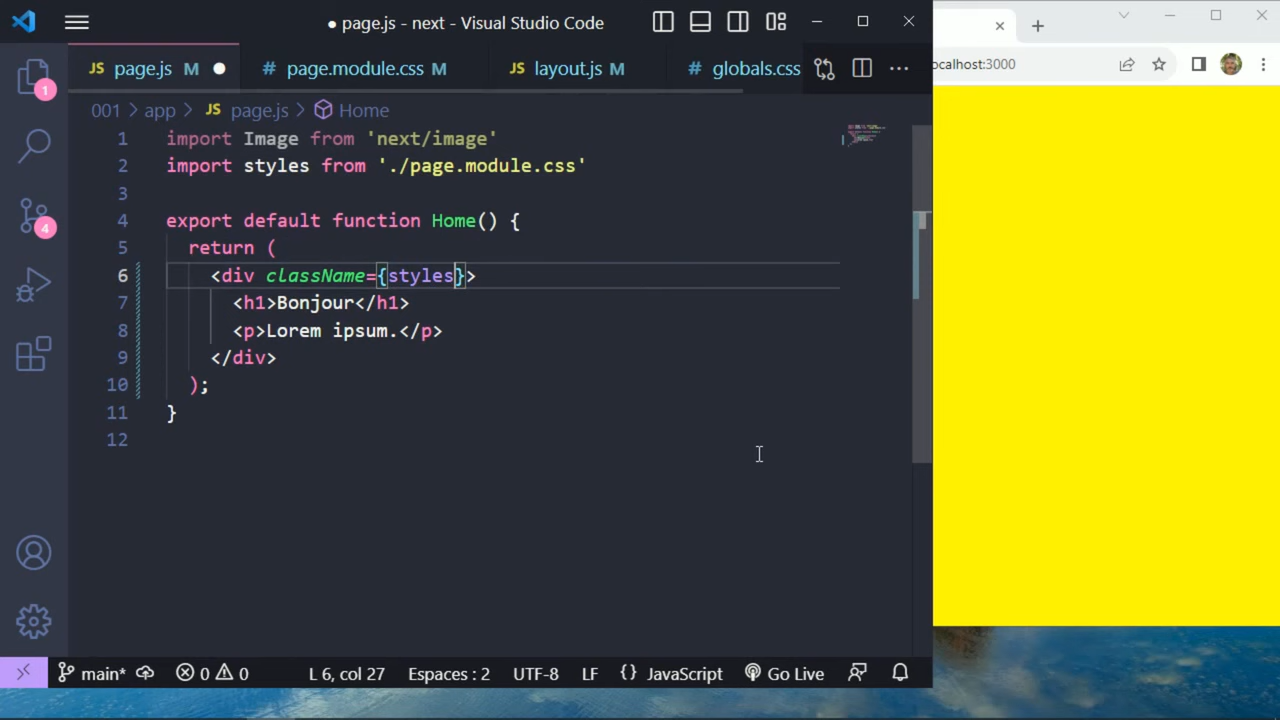 ● page.js - next - Visual Studio Code
JS page.js M ● # page.module.css M JS layout.js M # globals.css
001 > app > JS page.js > Home
1 import Image from 'next/image'
2 import styles from './page.module.css'
3
4 export default function Home() {
5 return (
6 <div className={styles}>
7 <h1>Bonjour</h1>
8 <p>Lorem ipsum.</p>
9 </div>
10 );
11 }
12
1
4
main* 0 0 L 6, col 27 Espaces : 2 UTF-8 LF {} JavaScript Go Live
ocalhost:3000